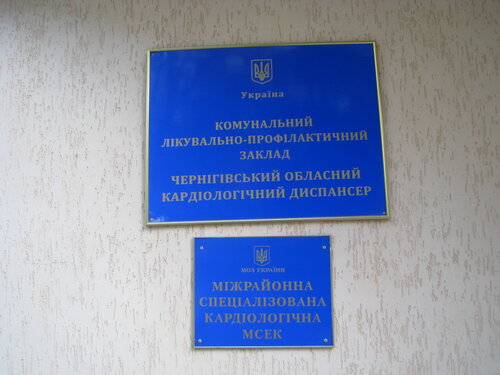 Україна
КОМУНАЛЬНИЙ
ЛІКУВАЛЬНО-ПРОФІЛАКТИЧНИЙ
ЗАКЛАД
ЧЕРНІГІВСЬКИЙ ОБЛАСНИЙ
КАРДІОЛОГІЧНИЙ ДИСПАНСЕР
МОЗ УКРАЇНИ
МІЖРАЙОННА
СПЕЦІАЛІЗОВАНА
КАРДІОЛОГІЧНА
МСЕК